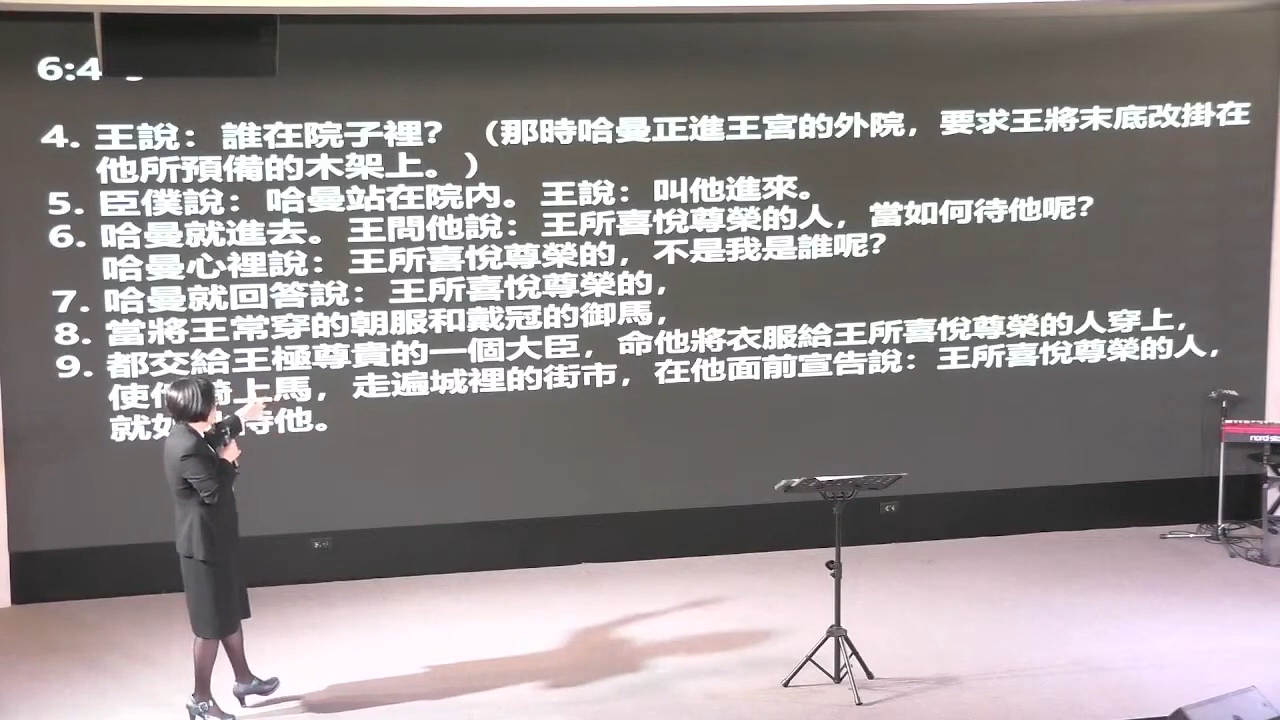 6:4
4. 王說：誰在院子裡？（那時哈曼正進王宮的外院，要求王將末底改掛在
他所預備的木架上。）
5. 臣僕說：哈曼站在院內。王說：叫他進來。
6. 哈曼就進去。王問他說：王所喜悅尊榮的人，當如何待他呢？
哈曼心裡說：王所喜悅尊榮的，不是我是誰呢？
7. 哈曼就回答說：王所喜悅尊榮的，
8. 當將王常穿的朝服和戴冠的御馬，
9. 都交給王極尊貴的一個大臣，命他將衣服給王所喜悅尊榮的人穿上，
使他騎上馬，走遍城裡的街市，在他面前宣告說：王所喜悅尊榮的人，
就如 待他。
nord